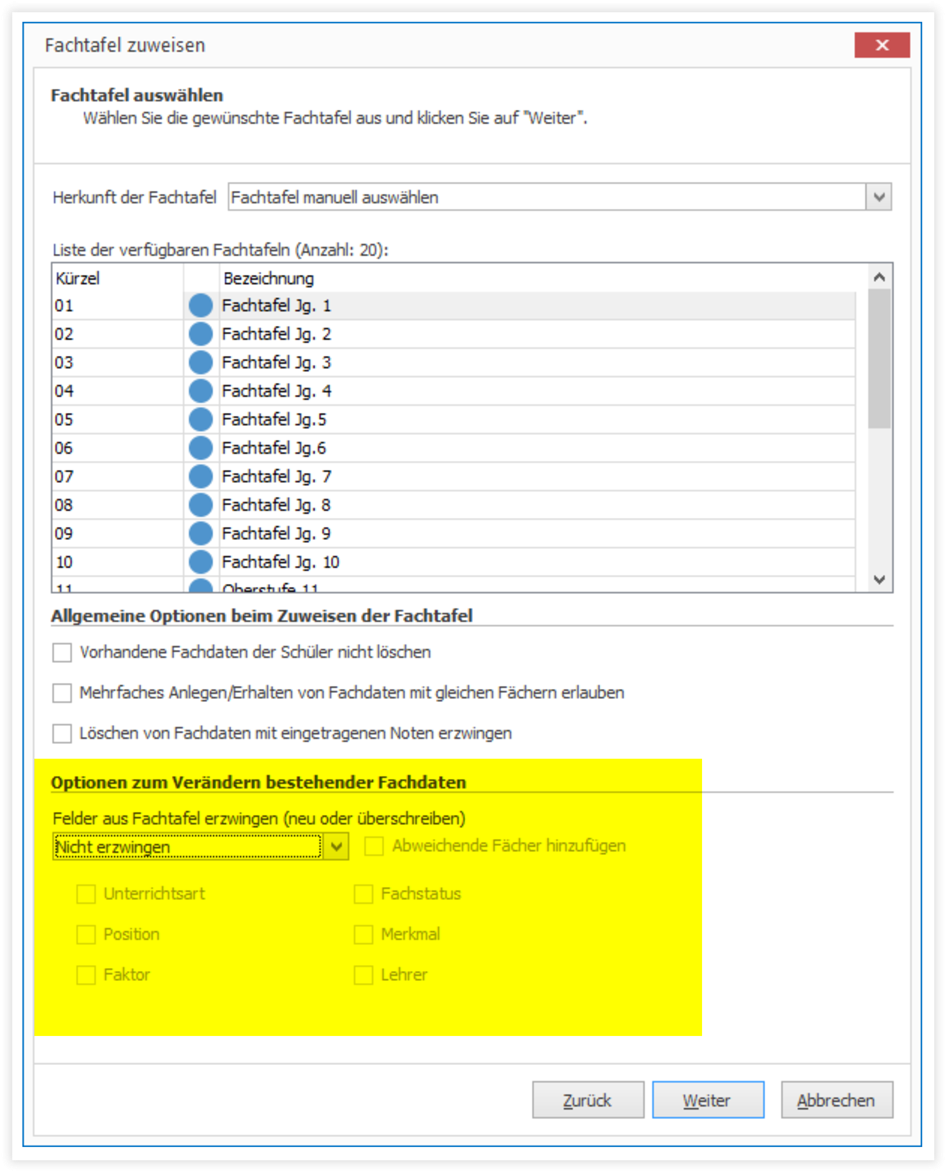 Fachtafel zuweisen
Fachtafel auswählen
Wählen Sie die gewünschte Fachtafel aus und klicken Sie auf "Weiter".
Herkunft der Fachtafel Fachtafel manuell auswählen
Liste der verfügbaren Fachtafeln (Anzahl: 20):
Kürzel Bezeichnung
01 Fachtafel Jg. 1
02 Fachtafel Jg. 2
03 Fachtafel Jg. 3
04 Fachtafel Jg. 4
05 Fachtafel Jg.5
06 Fachtafel Jg.6
07 Fachtafel Jg. 7
08 Fachtafel Jg. 8
09 Fachtafel Jg. 9
10 Fachtafel Jg. 10
11 Oberstufe 11
Allgemeine Optionen beim Zuweisen der Fachtafel
Vorhandene Fachdaten der Schüler nicht löschen
Mehrfaches Anlegen/Erhalten von Fachdaten mit gleichen Fächern erlauben
Löschen von Fachdaten mit eingetragenen Noten erzwingen
Optionen zum Verändern bestehender Fachdaten
Felder aus Fachtafel erzwingen (neu oder überschreiben)
Nicht erzwingen Abweichende Fächer hinzufügen
Unterrichtsart Fachstatus
Position Merkmal
Faktor Lehrer
Zurück Weiter Abbrechen